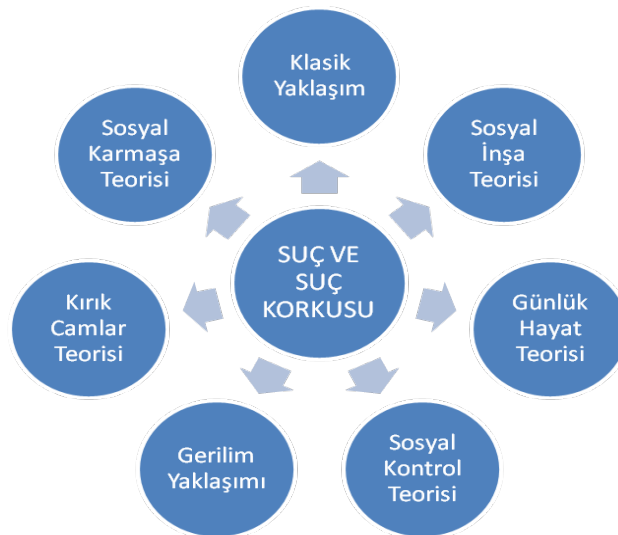 Klasik
Yaklaşım
Sosyal
İnşa
Teorisi
Günlük
Hayat
Teorisi
Sosyal
Kontrol
Teorisi
Gerilim
Yaklaşımı
Kırık
Camlar
Teorisi
Sosyal
Karmaşa
Teorisi
SUÇ VE
SUÇ
KORKUSU